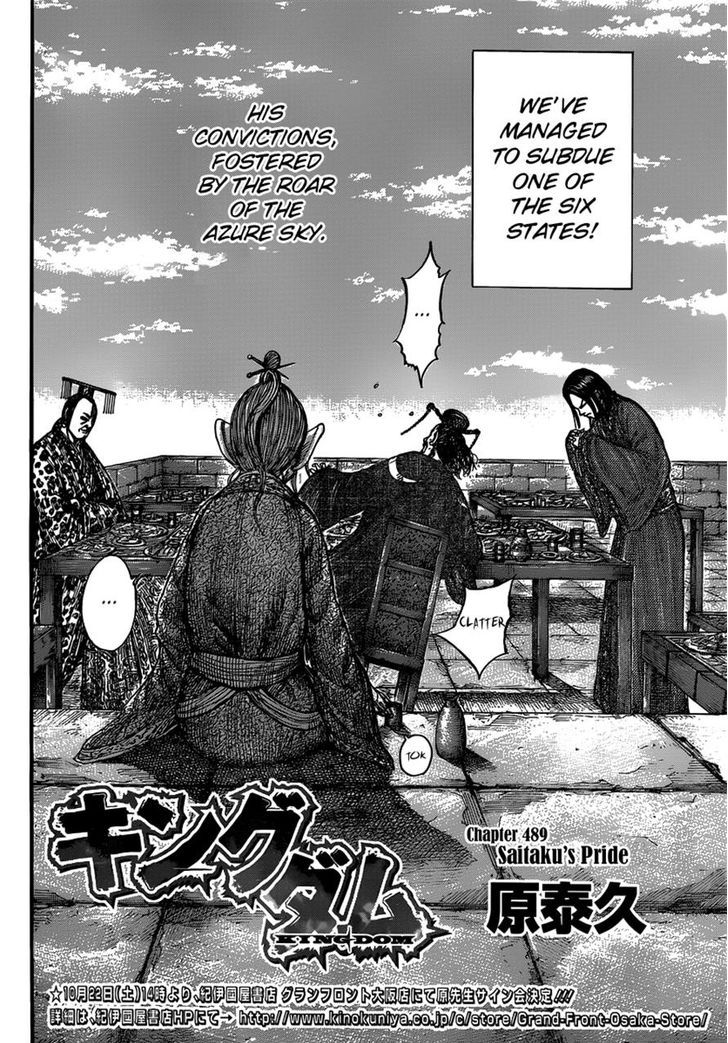 WE'VE
MANAGED
TO SUBDUE
ONE OF
THE SIX
STATES!
HIS
CONVICTIONS,
FOSTERED
BY THE ROAR
OF THE
AZURE SKY.
...
...
CLATTER
TOK
キングダム
KINGDOM
Chapter 489
Saitaku's Pride
原泰久
☆10月22日(土)14時より、紀伊國屋書店 グランフロント大阪店にて原先生サイン会決定!!!
詳細は、紀伊國屋書店HPにて→ http://www.kinokuniya.co.jp/c/store/Grand-Front-Osaka-Store/